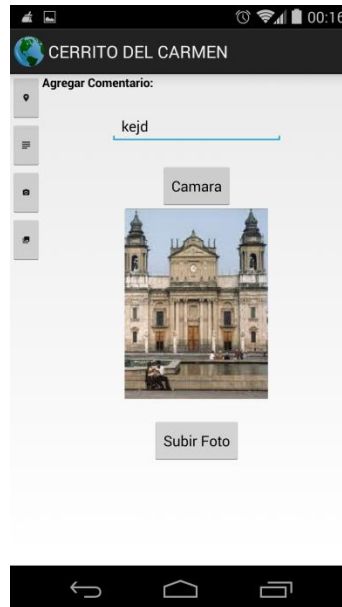 00:16
CERRITO DEL CARMEN
Agregar Comentario:
kejd
Camara
Subir Foto